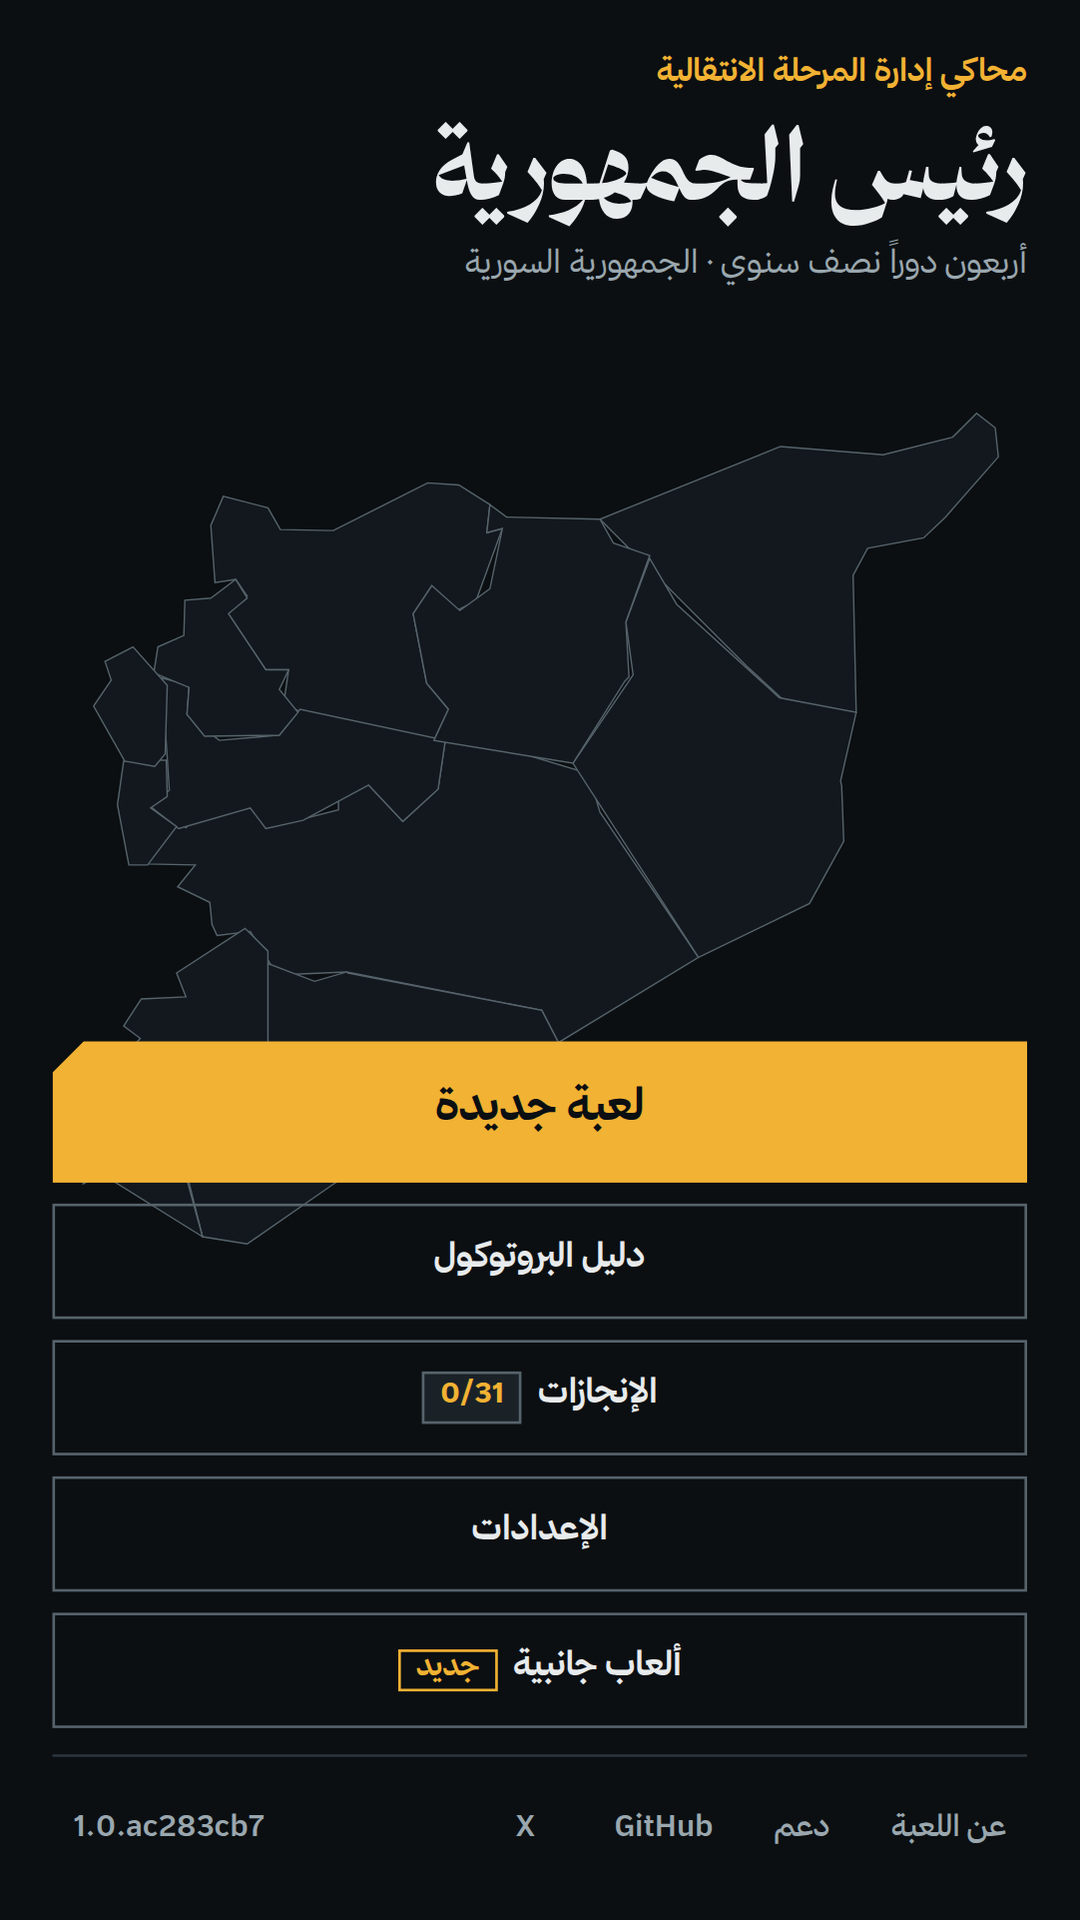 محاكي إدارة المرحلة الانتقالية
رئيس الجمهورية
أربعون دوراً نصف سنوي · الجمهورية السورية
لعبة جديدة
دليل البروتوكول
الإنجازات 0/31
الإعدادات
ألعاب جانبية جديد
عن اللعبة دعم GitHub X 1.0.ac283cb7